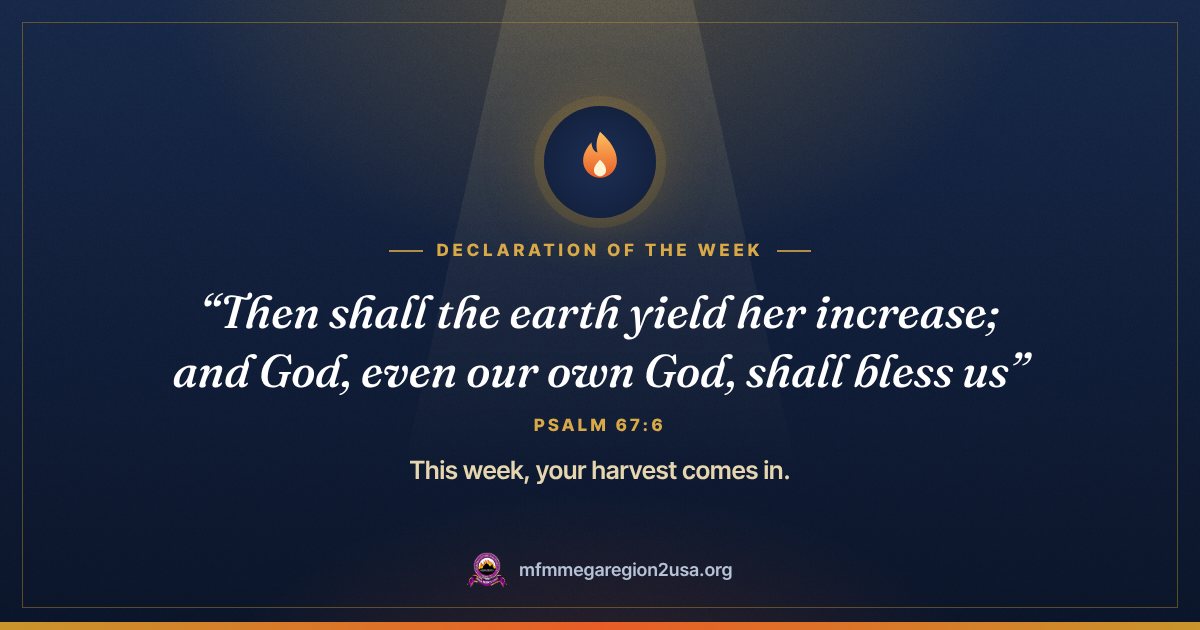 DECLARATION OF THE WEEK
“Then shall the earth yield her increase;
and God, even our own God, shall bless us”
PSALM 67:6
This week, your harvest comes in.
mfmmegaregion2usa.org